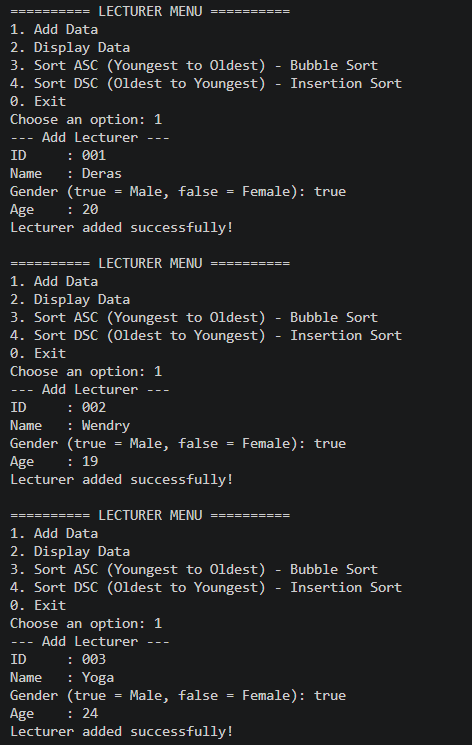 ========== LECTURER MENU ==========
1. Add Data
2. Display Data
3. Sort ASC (Youngest to Oldest) - Bubble Sort
4. Sort DSC (Oldest to Youngest) - Insertion Sort
0. Exit
Choose an option: 1
--- Add Lecturer ---
ID     : 001
Name   : Deras
Gender (true = Male, false = Female): true
Age    : 20
Lecturer added successfully!

========== LECTURER MENU ==========
1. Add Data
2. Display Data
3. Sort ASC (Youngest to Oldest) - Bubble Sort
4. Sort DSC (Oldest to Youngest) - Insertion Sort
0. Exit
Choose an option: 1
--- Add Lecturer ---
ID     : 002
Name   : Wendry
Gender (true = Male, false = Female): true
Age    : 19
Lecturer added successfully!

========== LECTURER MENU ==========
1. Add Data
2. Display Data
3. Sort ASC (Youngest to Oldest) - Bubble Sort
4. Sort DSC (Oldest to Youngest) - Insertion Sort
0. Exit
Choose an option: 1
--- Add Lecturer ---
ID     : 003
Name   : Yoga
Gender (true = Male, false = Female): true
Age    : 24
Lecturer added successfully!